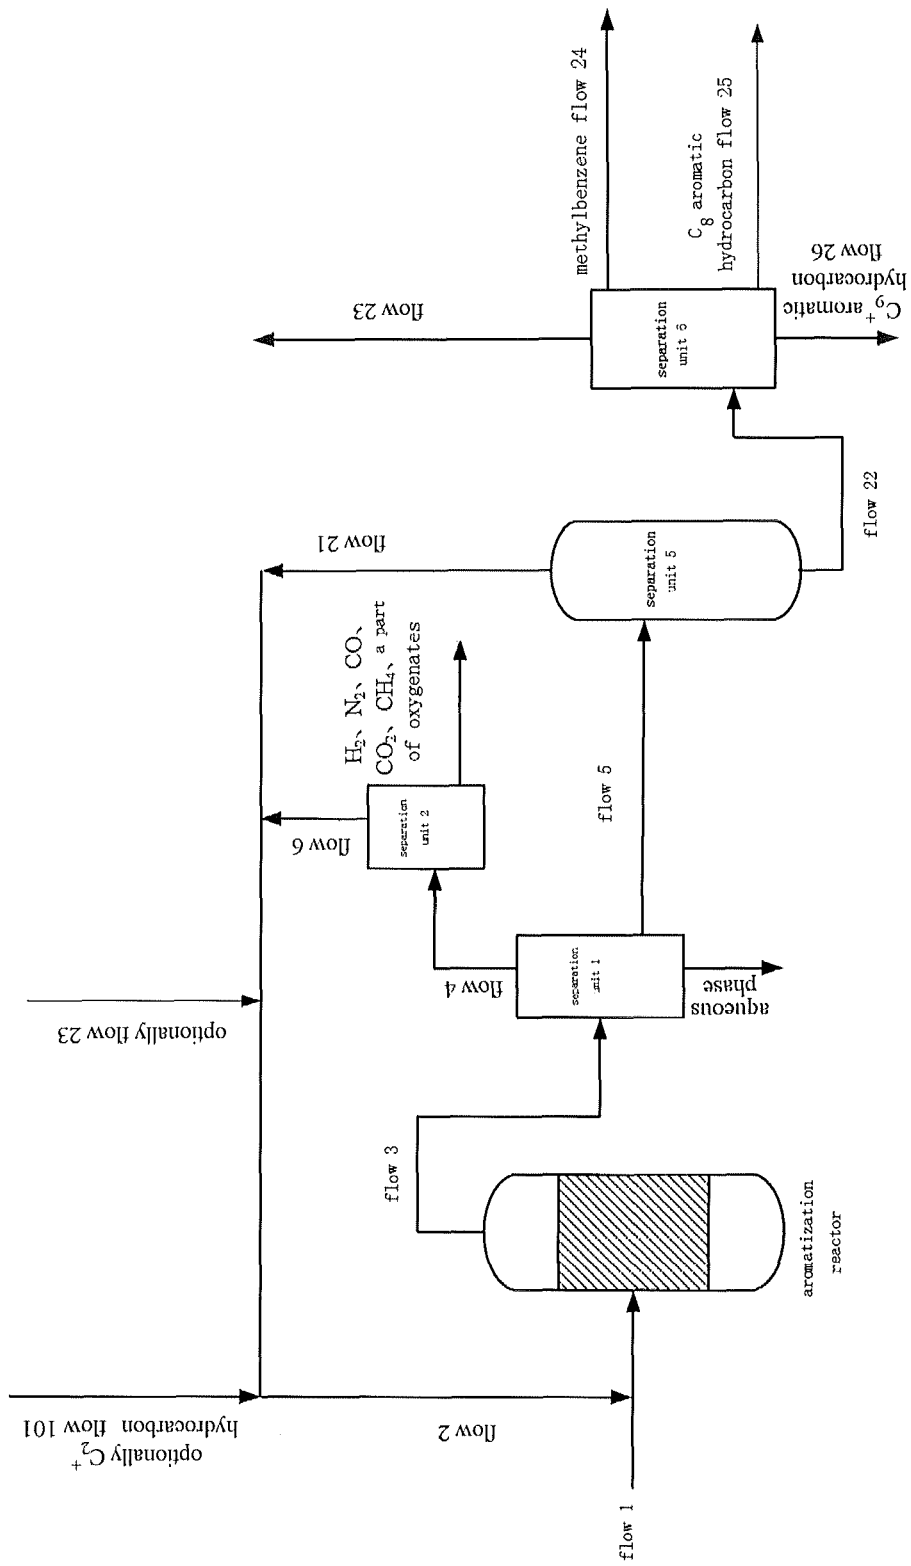 optionally C₂⁺
hydrocarbon flow 101
flow 1
flow 2
optionally flow 23
flow 3
aromatization
reactor
flow 4
separation
unit 1
aqueous
phase
flow 6
separation
unit 2
H₂、N₂、CO、
CO₂、CH₄、a part
of oxygenates
flow 5
flow 21
separation
unit 5
flow 22
flow 23
separation
unit 6
methylbenzene flow 24
C₈ aromatic
hydrocarbon flow 25
C₉⁺ aromatic
hydrocarbon
flow 26